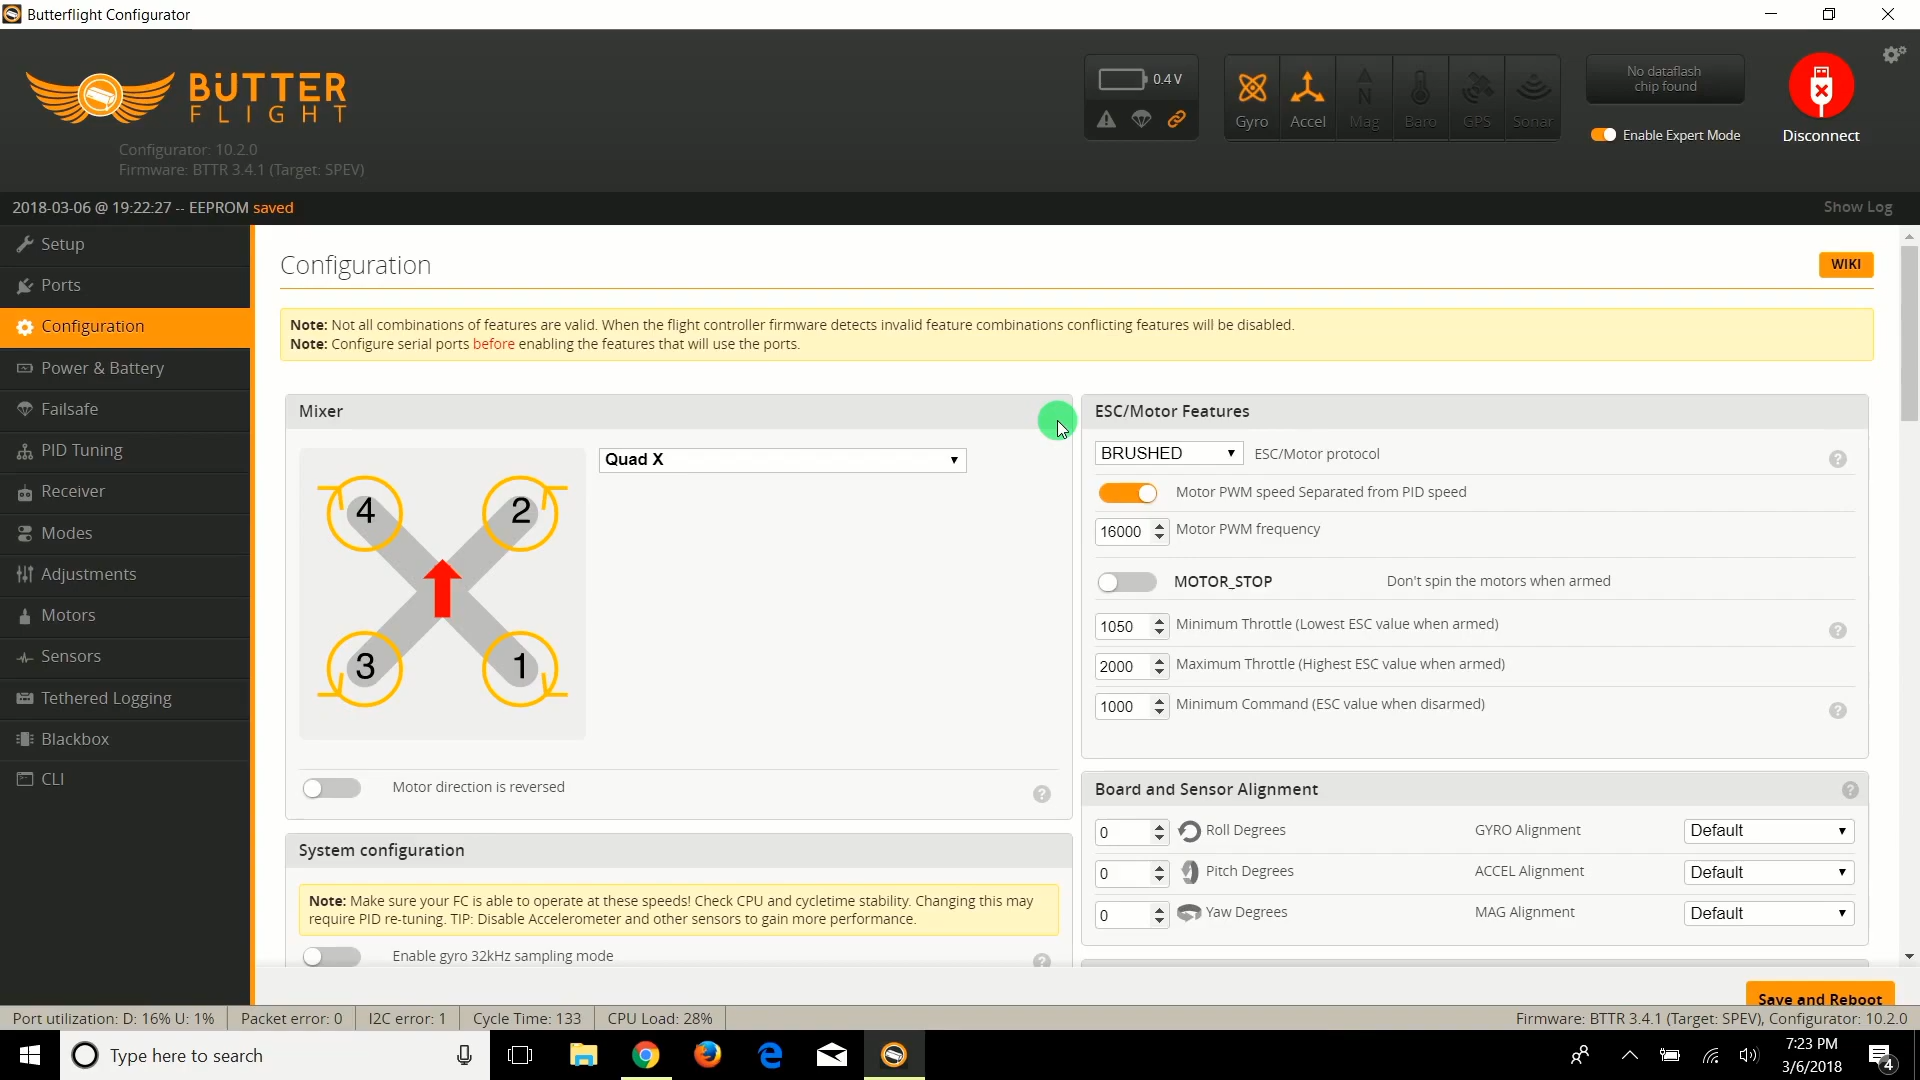 Butterflight Configurator
BUTTER
FLIGHT
Configurator: 10.2.0
Firmware: BTTR 3.4.1 (Target: SPEV)
0.4 V
Gyro
Accel
Mag
Baro
GPS
Sonar
No dataflash
chip found
Enable Expert Mode
Disconnect
2018-03-06 @ 19:22:27 -- EEPROM saved
Show Log
Setup
Ports
Configuration
Power & Battery
Failsafe
PID Tuning
Receiver
Modes
Adjustments
Motors
Sensors
Tethered Logging
Blackbox
CLI
Configuration
WIKI
Note: Not all combinations of features are valid. When the flight controller firmware detects invalid feature combinations conflicting features will be disabled.
Note: Configure serial ports before enabling the features that will use the ports.
Mixer
Quad X
4
2
3
1
Motor direction is reversed
?
System configuration
Note: Make sure your FC is able to operate at these speeds! Check CPU and cycletime stability. Changing this may
require PID re-tuning. TIP: Disable Accelerometer and other sensors to gain more performance.
Enable gyro 32kHz sampling mode
?
ESC/Motor Features
BRUSHED ESC/Motor protocol
?
Motor PWM speed Separated from PID speed
16000 Motor PWM frequency
MOTOR_STOP Don't spin the motors when armed
1050 Minimum Throttle (Lowest ESC value when armed)
?
2000 Maximum Throttle (Highest ESC value when armed)
1000 Minimum Command (ESC value when disarmed)
?
Board and Sensor Alignment
?
0 Roll Degrees GYRO Alignment Default
0 Pitch Degrees ACCEL Alignment Default
0 Yaw Degrees MAG Alignment Default
Save and Reboot
Port utilization: D: 16% U: 1% Packet error: 0 I2C error: 1 Cycle Time: 133 CPU Load: 28% Firmware: BTTR 3.4.1 (Target: SPEV), Configurator: 10.2.0
Type here to search
7:23 PM
3/6/2018
4